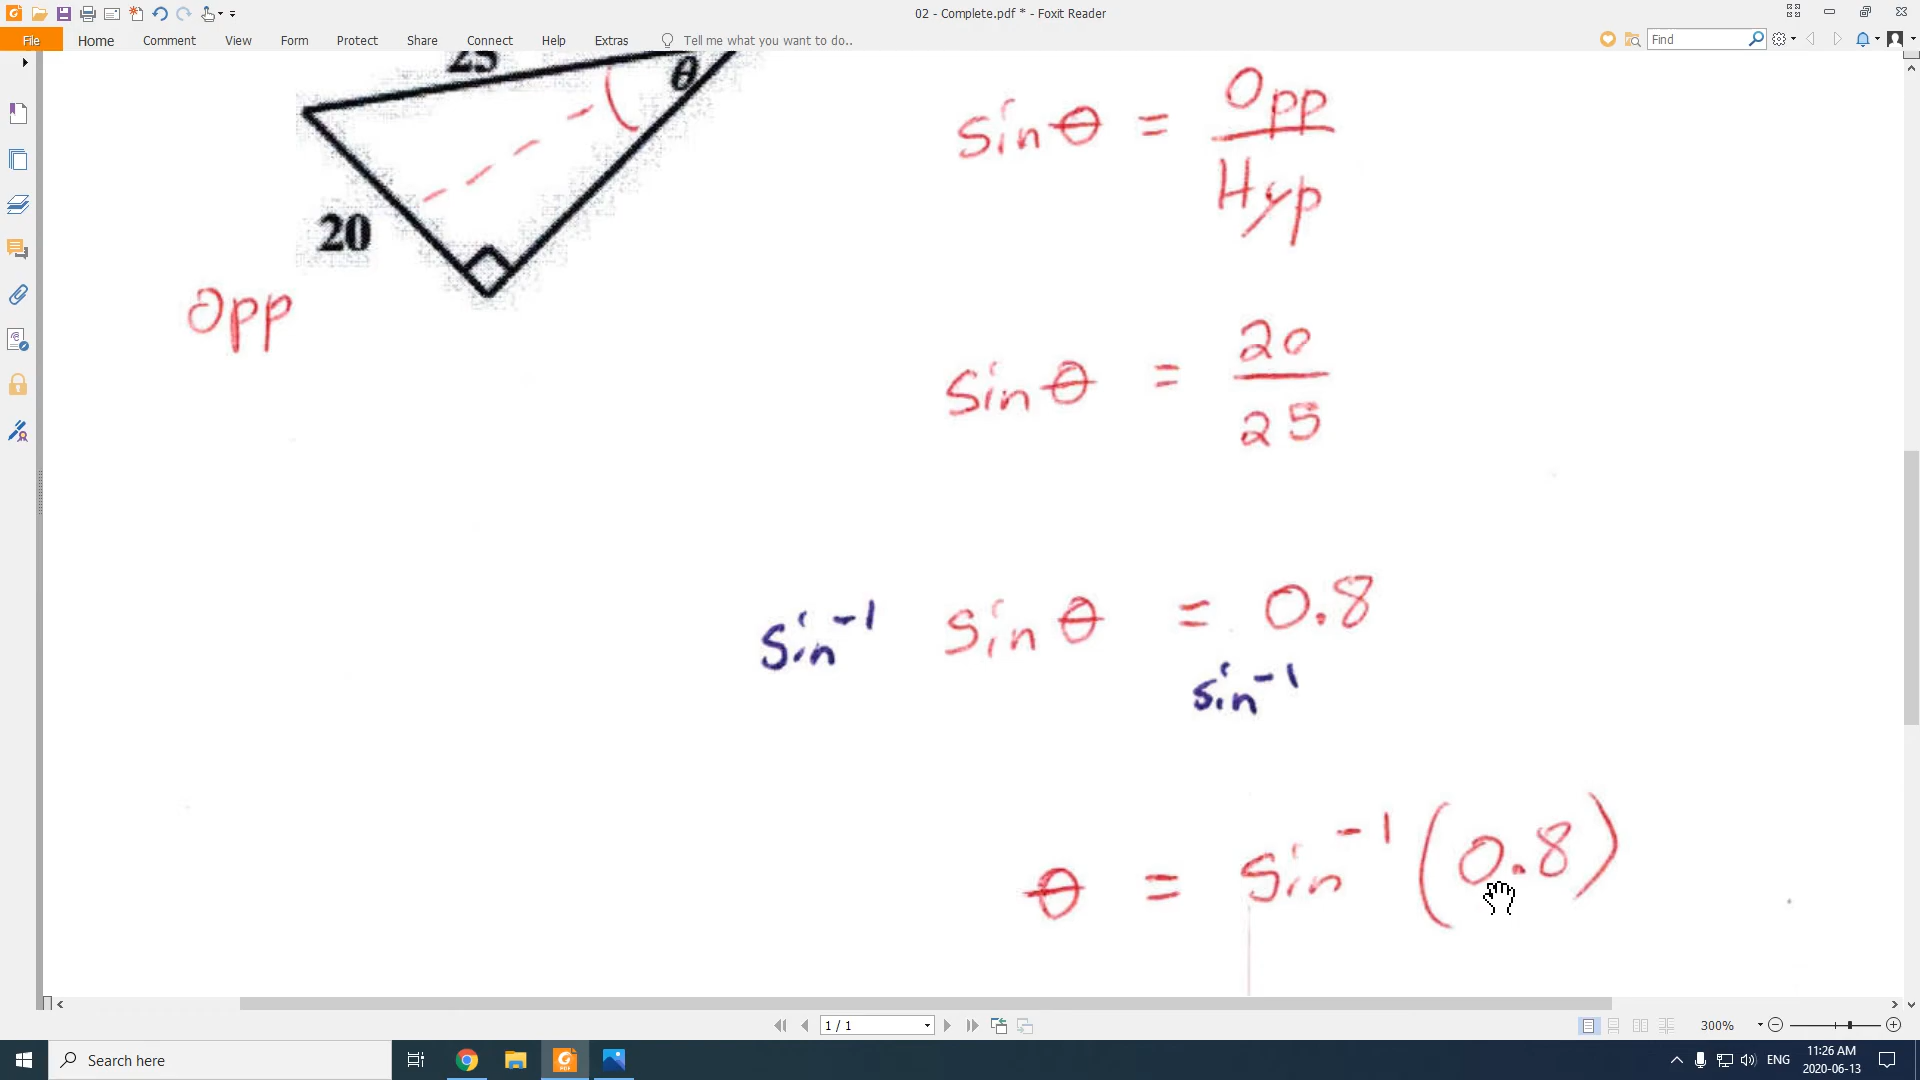 02 - Complete.pdf * - Foxit Reader
File Home Comment View Form Protect Share Connect Help Extras Tell me what you want to do.. Find
25
θ
20
Opp
sin θ = Opp / Hyp
sin θ = 20 / 25
sin⁻¹ sin θ = 0.8
sin⁻¹
θ = sin⁻¹ (0.8)
1 / 1
300%
Search here
ENG
11:26 AM
2020-06-13